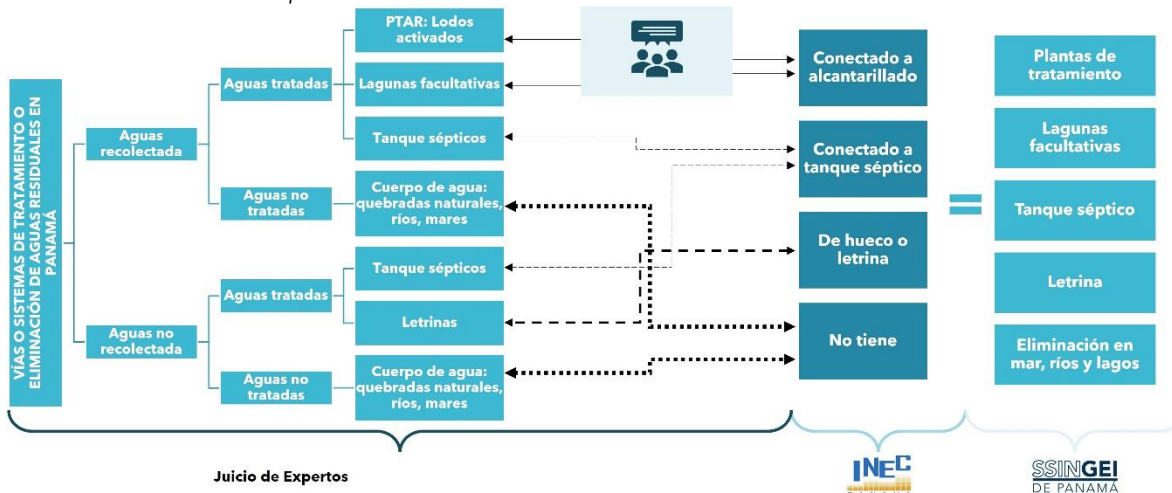 VÍAS O SISTEMAS DE TRATAMIENTO O
ELIMINACIÓN DE AGUAS RESIDUALES EN
PANAMÁ
Aguas
recolectada
Aguas no
recolectada
Aguas tratadas
Aguas no
tratadas
Aguas tratadas
Aguas no
tratadas
PTAR: Lodos
activados
Lagunas facultativas
Tanque sépticos
Cuerpo de agua:
quebradas naturales,
ríos, mares
Tanque sépticos
Letrinas
Cuerpo de agua:
quebradas naturales,
ríos, mares
Conectado a
alcantarillado
Conectado a
tanque séptico
De hueco o
letrina
No tiene
=
Plantas de
tratamiento
Lagunas
facultativas
Tanque séptico
Letrina
Eliminación en
mar, ríos y lagos
Juicio de Expertos
INEC
SSINGEI
DE PANAMÁ